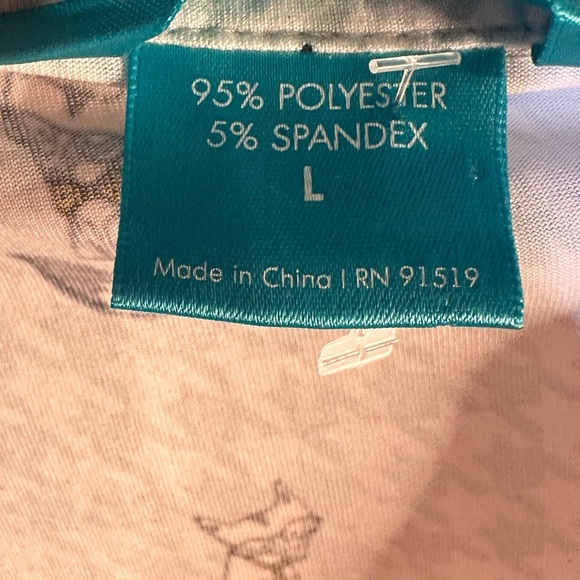 95% POLYESTER
5% SPANDEX
L
Made in China | RN 91519